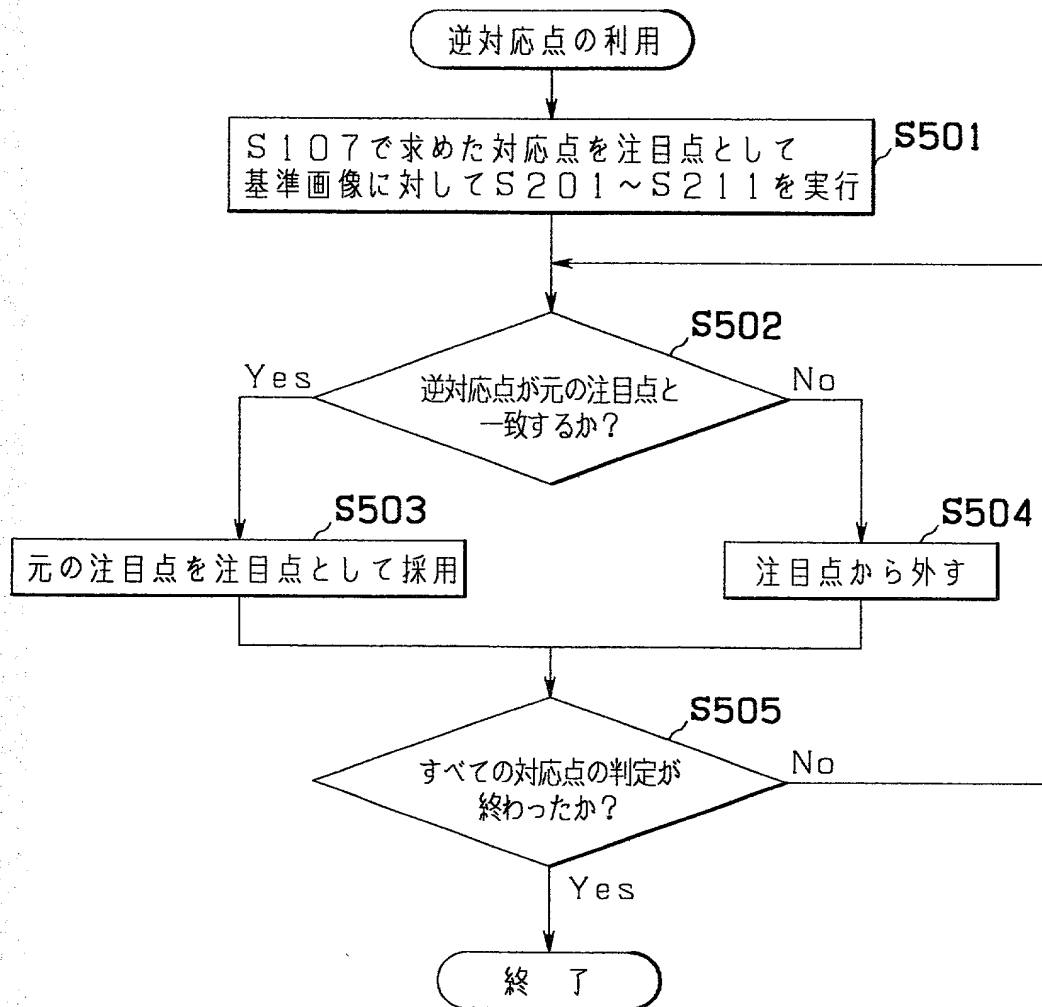 逆対応点の利用
S501
S107で求めた対応点を注目点として
基準画像に対してS201~S211を実行
S502
Yes
No
逆対応点が元の注目点と
一致するか?
S503
S504
元の注目点を注目点として採用
注目点から外す
S505
すべての対応点の判定が
終わったか?
No
Yes
終 了